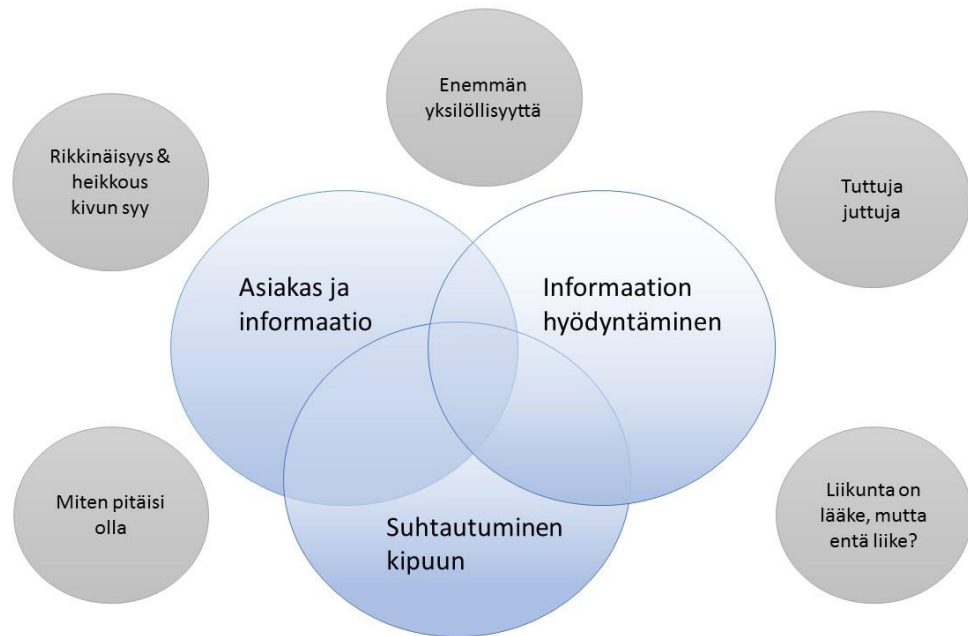 Enemmän
yksilöllisyyttä
Rikkinäisyys &
heikkous
kivun syy
Tuttuja
juttuja
Asiakas ja
informaatio
Informaation
hyödyntäminen
Miten pitäisi
olla
Suhtautuminen
kipuun
Liikunta on
lääke, mutta
entä liike?